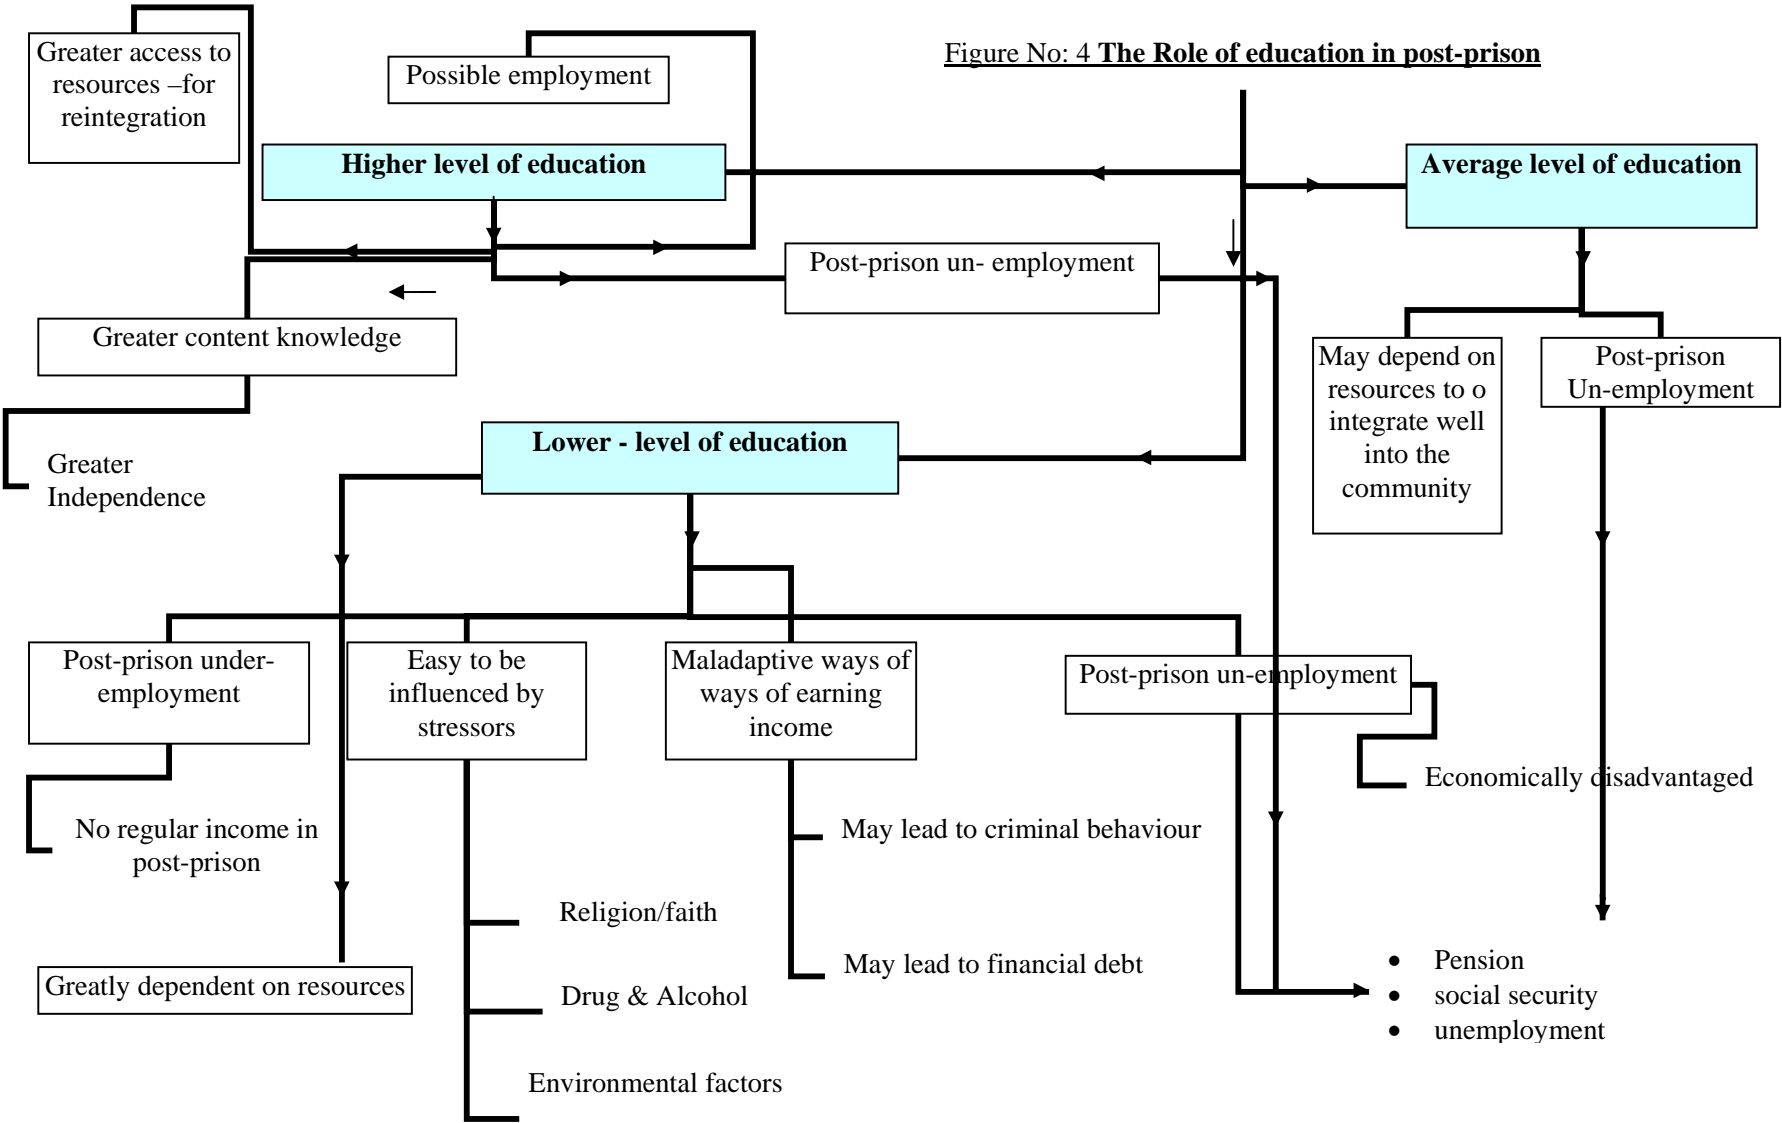 Figure No: 4 The Role of education in post-prison
Greater access to
resources –for
reintegration
Possible employment
Higher level of education
Average level of education
Post-prison un- employment
Greater content knowledge
May depend on
resources to o
integrate well
into the
community
Post-prison
Un-employment
Greater
Independence
Lower - level of education
Post-prison under-
employment
Easy to be
influenced by
stressors
Maladaptive ways of
ways of earning
income
Post-prison un-employment
Economically disadvantaged
No regular income in
post-prison
May lead to criminal behaviour
Religion/faith
May lead to financial debt
Greatly dependent on resources
Drug & Alcohol
Environmental factors
• Pension
• social security
• unemployment